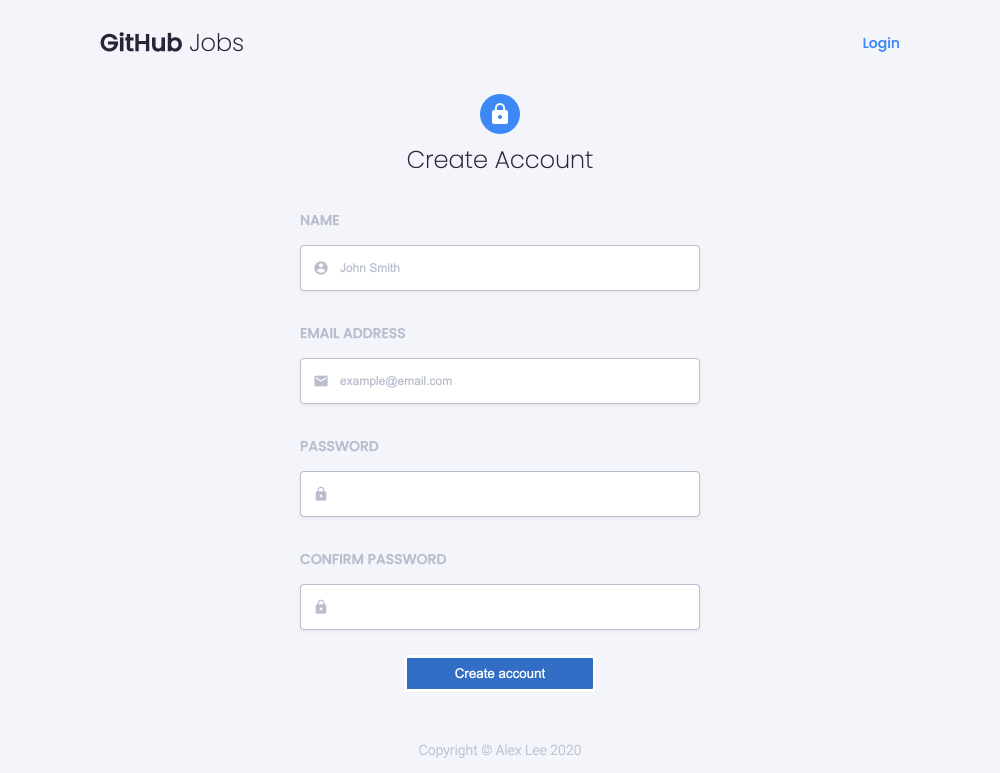 GitHub Jobs
Login
Create Account
NAME
John Smith
EMAIL ADDRESS
example@email.com
PASSWORD
CONFIRM PASSWORD
Create account
Copyright © Alex Lee 2020